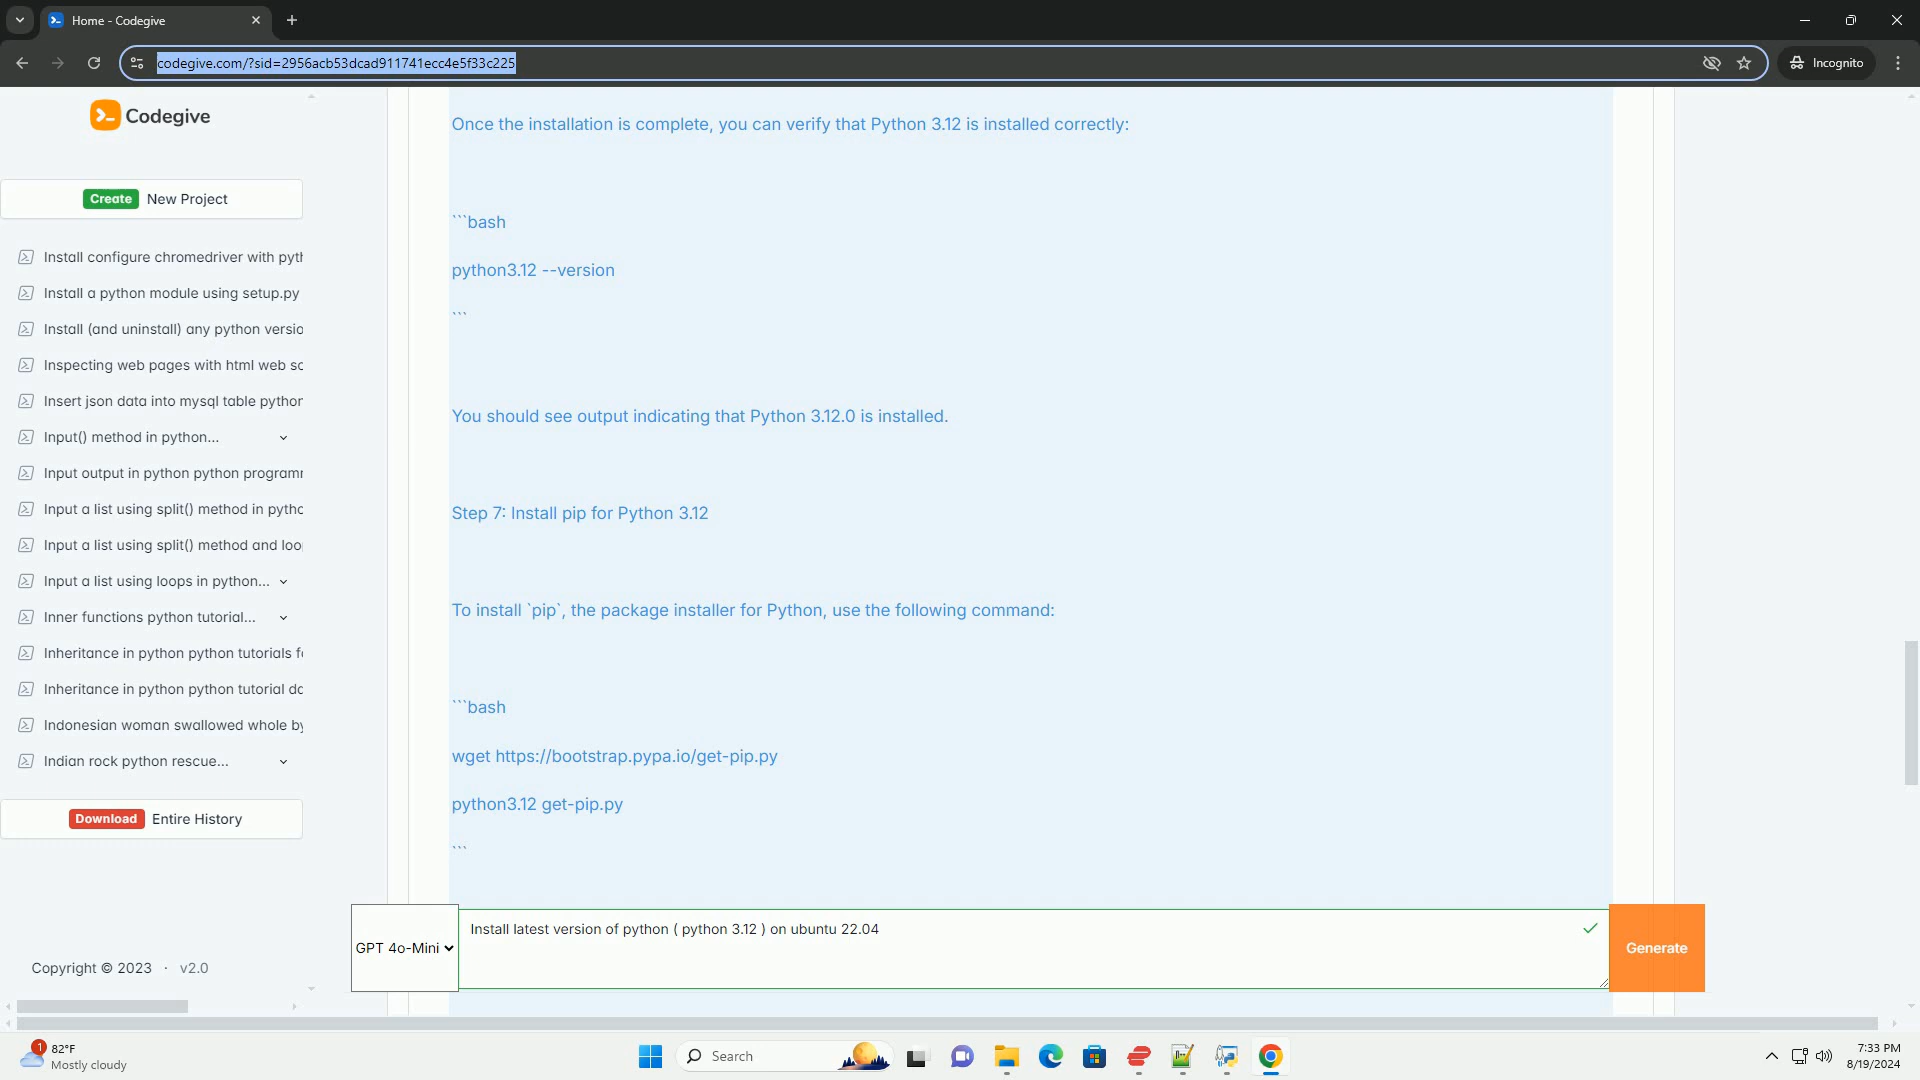 Home - Codegive
codegive.com/?sid=2956acb53dcad911741ecc4e5f33c225
Incognito
Codegive
Create New Project
Install configure chromedriver with pyth
Install a python module using setup.py
Install (and uninstall) any python versio
Inspecting web pages with html web sc
Insert json data into mysql table python
Input() method in python...
Input output in python python programm
Input a list using split() method in pytho
Input a list using split() method and loop
Input a list using loops in python...
Inner functions python tutorial...
Inheritance in python python tutorials fo
Inheritance in python python tutorial da
Indonesian woman swallowed whole by
Indian rock python rescue...
Download Entire History
Copyright © 2023 · v2.0
Once the installation is complete, you can verify that Python 3.12 is installed correctly:
```bash
python3.12 --version
```
You should see output indicating that Python 3.12.0 is installed.
Step 7: Install pip for Python 3.12
To install `pip`, the package installer for Python, use the following command:
```bash
wget https://bootstrap.pypa.io/get-pip.py
python3.12 get-pip.py
```
GPT 4o-Mini
Install latest version of python ( python 3.12 ) on ubuntu 22.04
Generate
1
82°F
Mostly cloudy
Search
7:33 PM
8/19/2024